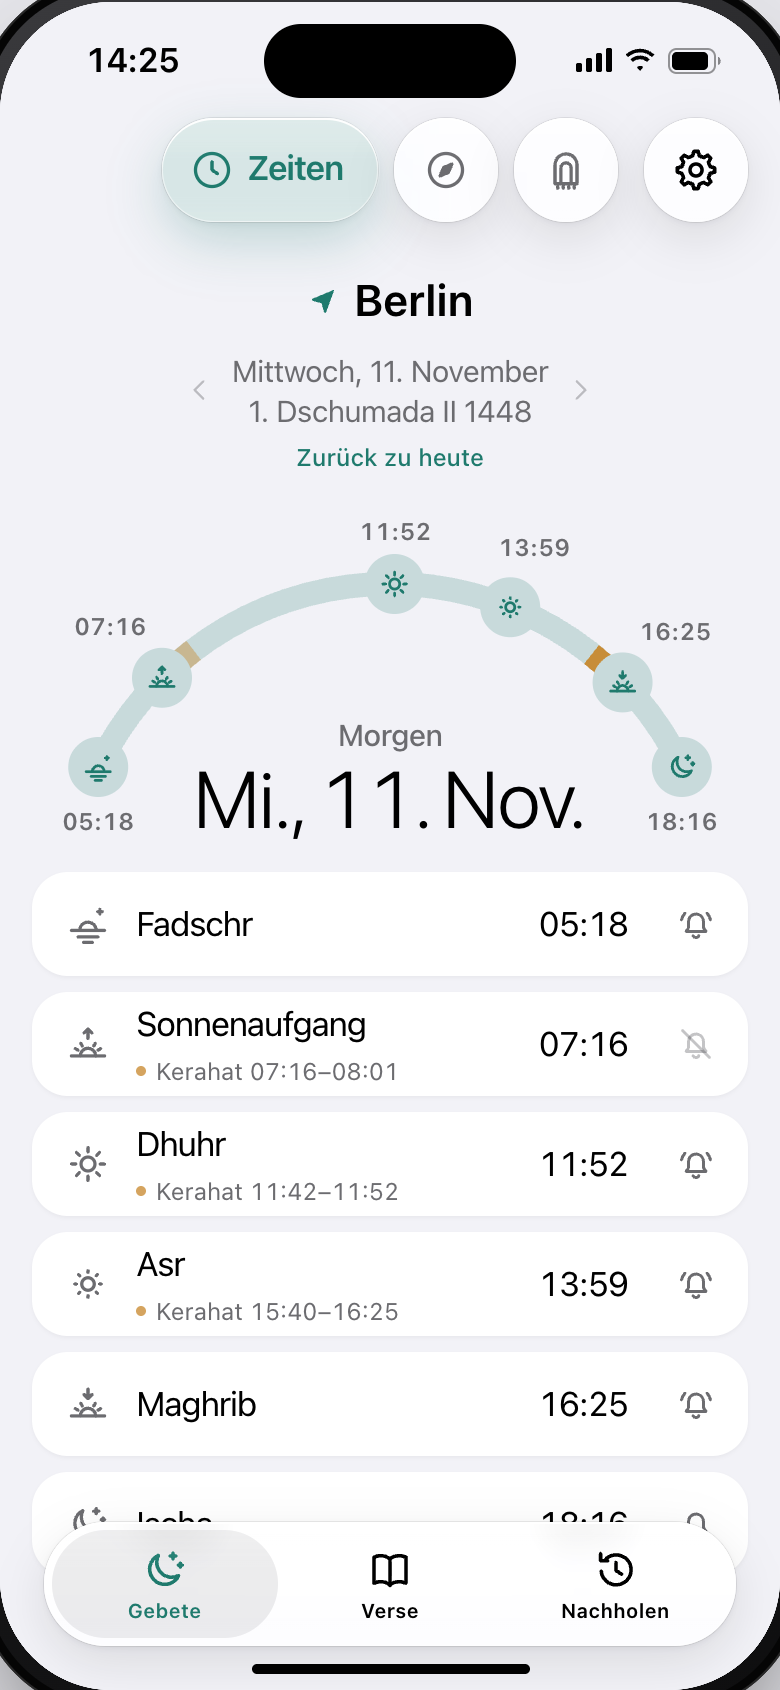 14:25
Zeiten
Berlin
Mittwoch, 11. November
1. Dschumada II 1448
Zurück zu heute
11:52
13:59
07:16
16:25
Morgen
Mi., 11. Nov.
05:18
18:16
Fadschr 05:18
Sonnenaufgang 07:16
Kerahat 07:16–08:01
Dhuhr 11:52
Kerahat 11:42–11:52
Asr 13:59
Kerahat 15:40–16:25
Maghrib 16:25
18:16
Gebete Verse Nachholen